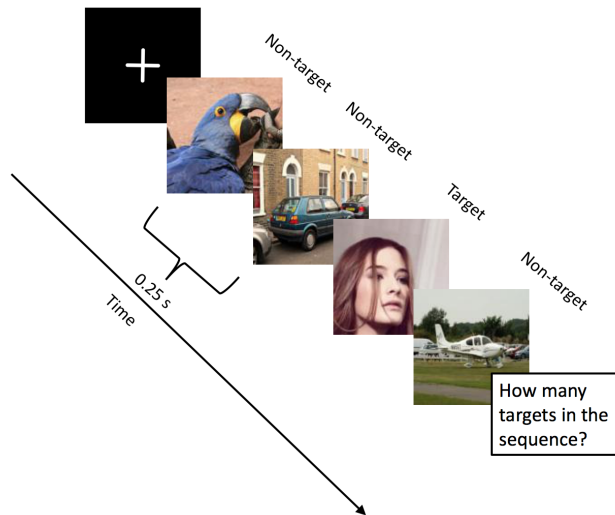 Non-target
Non-target
Target
Non-target
0.25 s
Time
How many
targets in the
sequence?